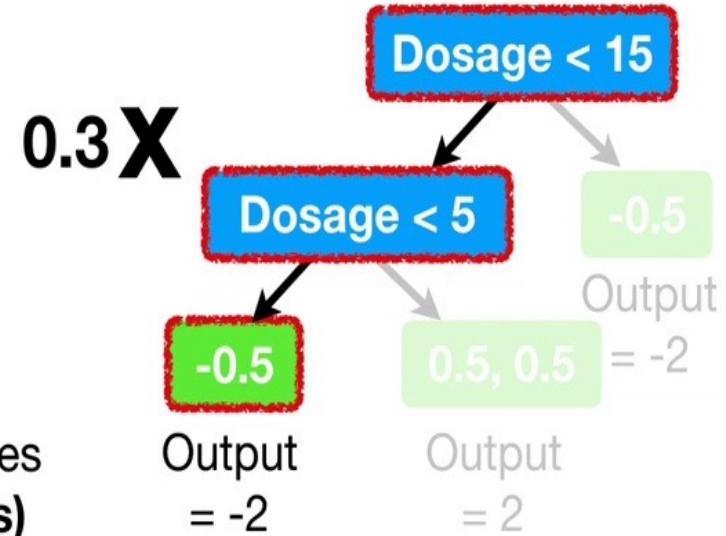 Dosage < 15
0.3 X
Dosage < 5
-0.5
Output
= -2
-0.5
0.5, 0.5
es
Output
Output
s)
= -2
= 2